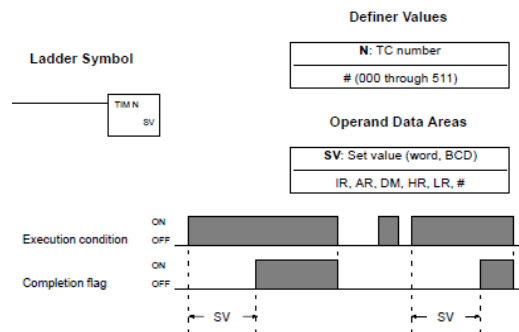 Definer Values
N: TC number
# (000 through 511)
Ladder Symbol
TIM N
SV
Operand Data Areas
SV: Set value (word, BCD)
IR, AR, DM, HR, LR, #
Execution condition
ON
OFF
Completion flag
ON
OFF
SV
SV